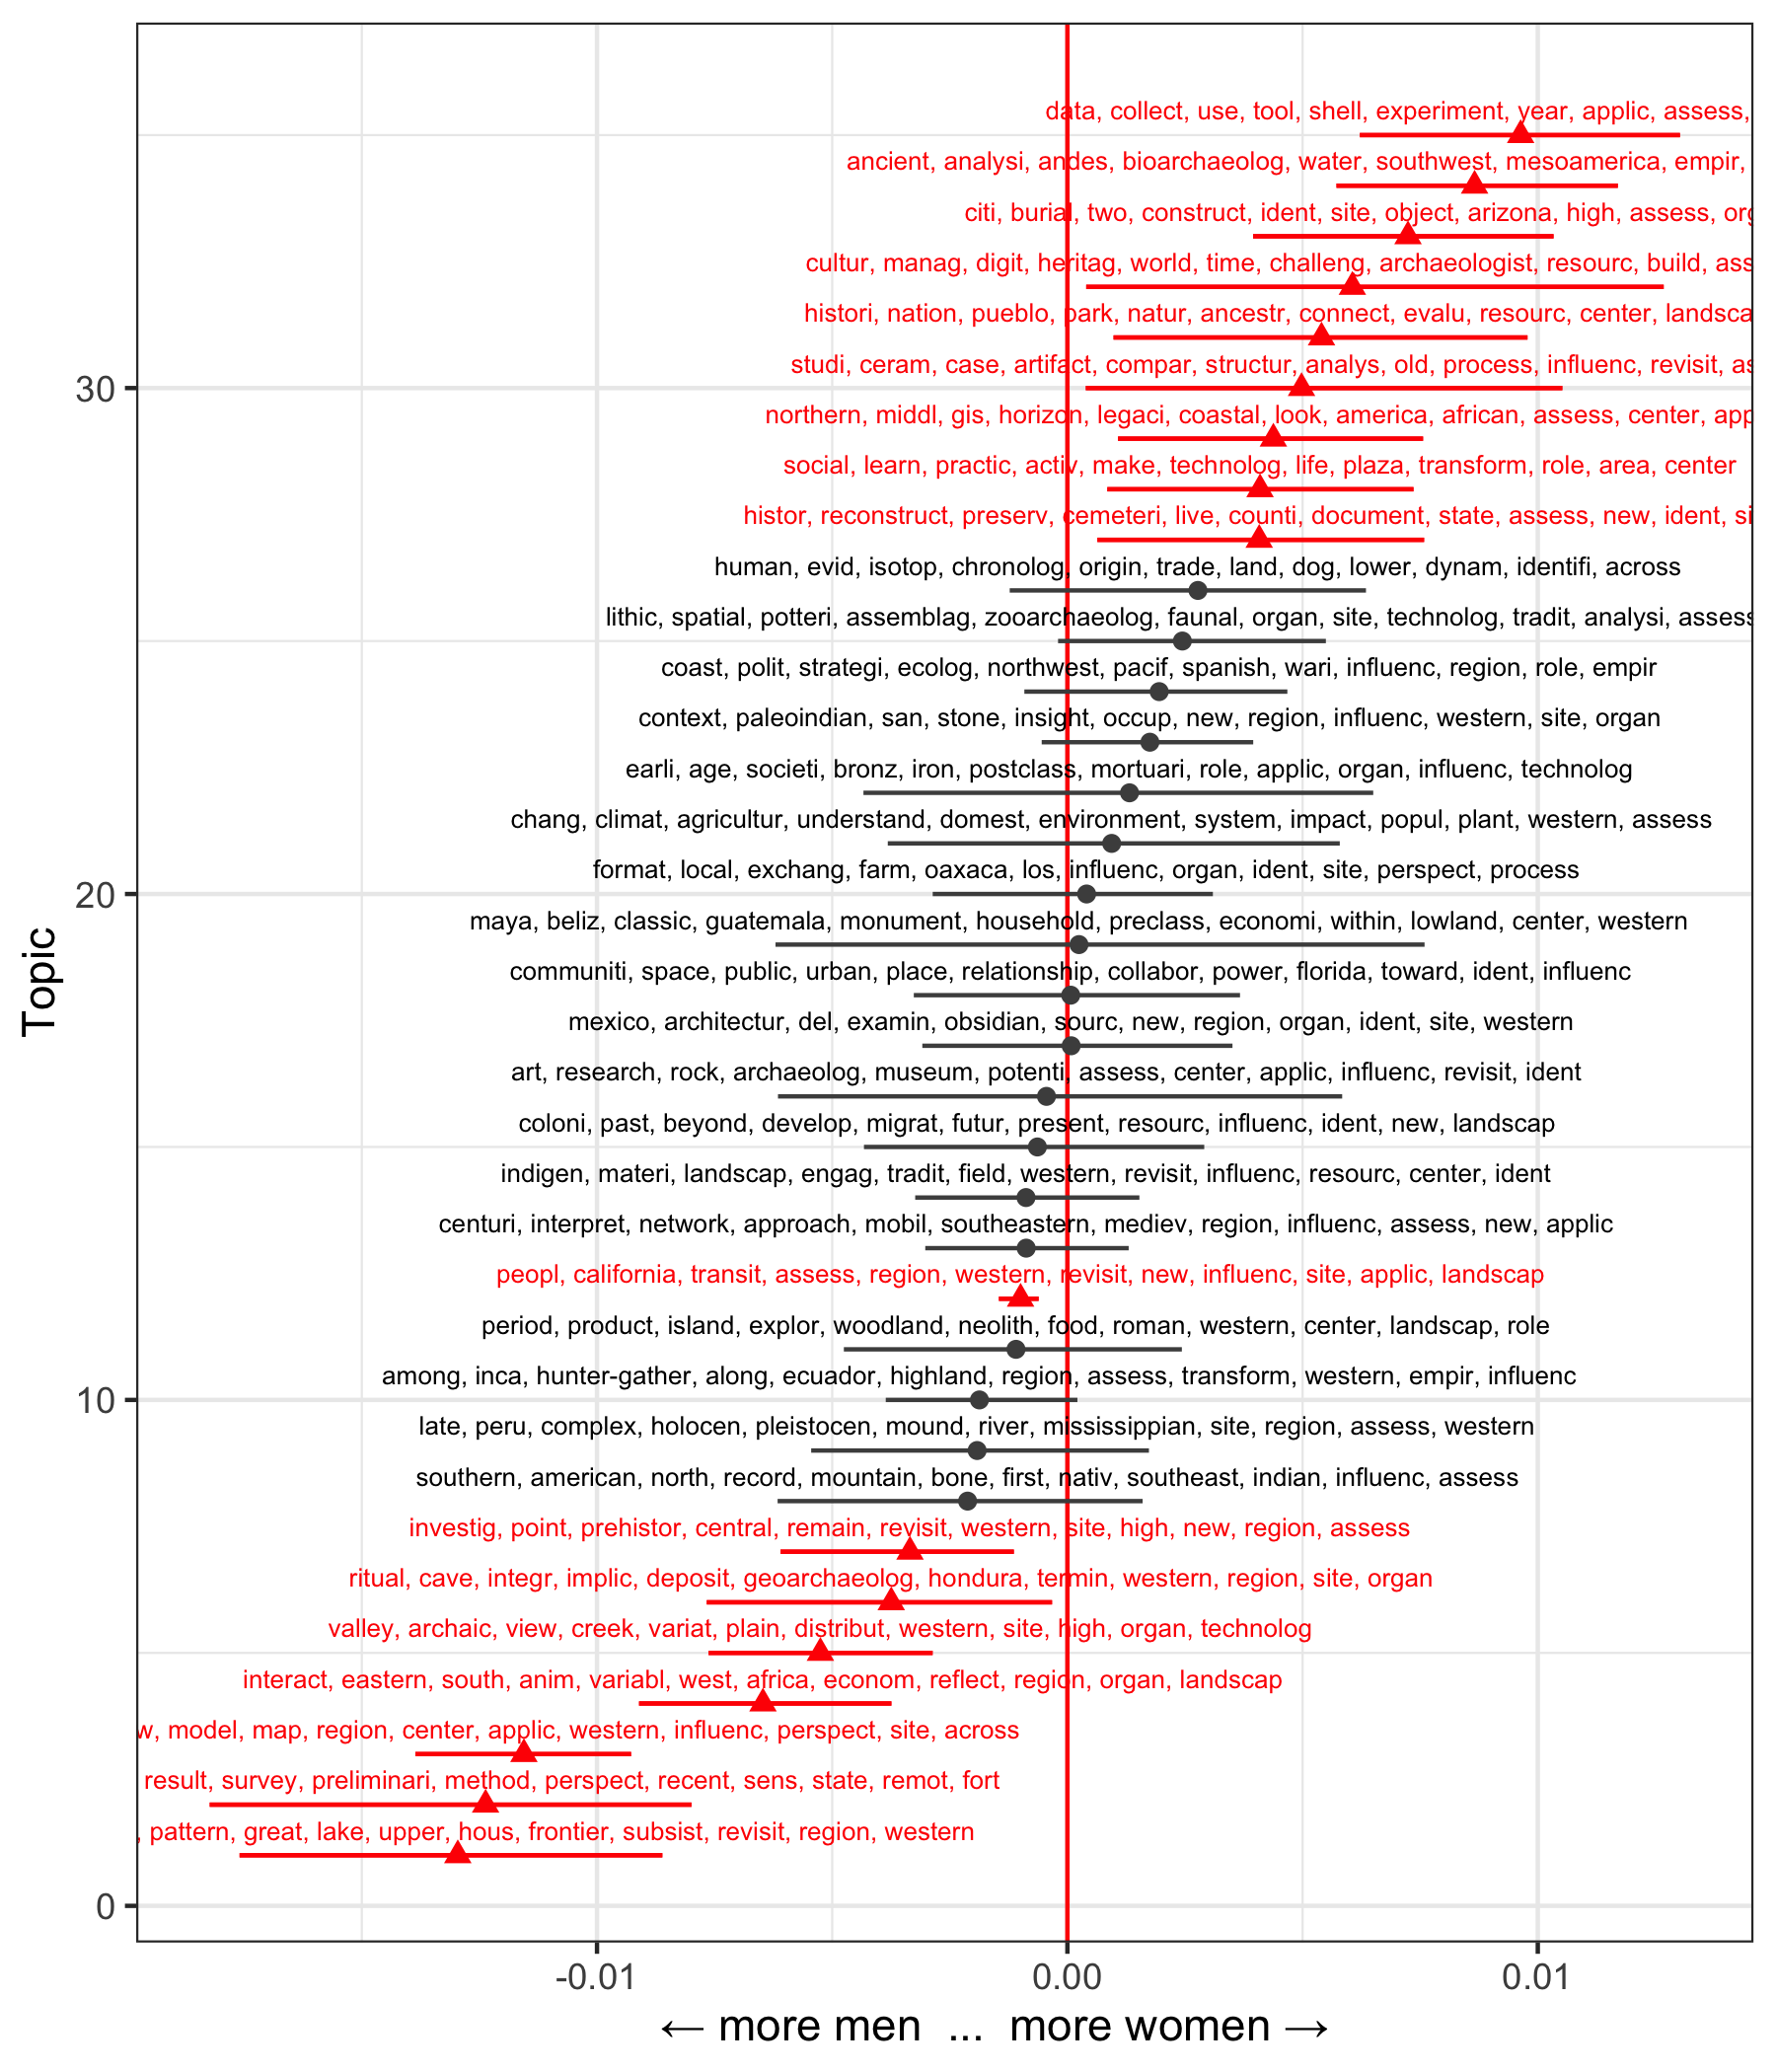 data, collect, use, tool, shell, experiment, year, applic, assess,
ancient, analysi, andes, bioarchaeolog, water, southwest, mesoamerica, empir,
citi, burial, two, construct, ident, site, object, arizona, high, assess,
cultur, manag, digit, heritag, world, time, challeng, archaeologist, resourc, build,
histori, nation, pueblo, park, natur, ancestr, connect, evalu, resourc, center,
30
studi, ceram, case, artifact, compar, structur, analys, old, process, influenc, revisit,
northern, middl, gis, horizon, legaci, coastal, look, america, african, assess, center,
social, learn, practic, activ, make, technolog, life, plaza, transform, role, area, center
histor, reconstruct, preserv, cemeteri, live, counti, document, state, assess, new, ident,
human, evid, isotop, chronolog, origin, trade, land, dog, lower, dynam, identifi, across
lithic, spatial, potteri, assemblag, zooarchaeolog, faunal, organ, site, technolog, tradit, analysi, assess
coast, polit, strategi, ecolog, northwest, pacif, spanish, wari, influenc, region, role, empir
context, paleoindian, san, stone, insight, occup, new, region, influenc, western, site, organ
earli, age, societi, bronz, iron, postclass, mortuari, role, applic, organ, influenc, technolog
chang, climat, agricultur, understand, domest, environment, system, impact, popul, plant, western, assess
format, local, exchang, farm, oaxaca, los, influenc, organ, ident, site, perspect, process
20
maya, beliz, classic, guatemala, monument, household, preclass, economi, within, lowland, center, western
communiti, space, public, urban, place, relationship, collabor, power, florida, toward, ident, influenc
Topic
mexico, architectur, del, examin, obsidian, sourc, new, region, organ, ident, site, western
art, research, rock, archaeolog, museum, potenti, assess, center, applic, influenc, revisit, ident
coloni, past, beyond, develop, migrat, futur, present, resourc, influenc, ident, new, landscap
indigen, materi, landscap, engag, tradit, field, western, revisit, influenc, resourc, center, ident
centuri, interpret, network, approach, mobil, southeastern, mediev, region, influenc, assess, new, applic
peopl, california, transit, assess, region, western, revisit, new, influenc, site, applic, landscap
period, product, island, explor, woodland, neolith, food, roman, western, center, landscap, role
among, inca, hunter-gather, along, ecuador, highland, region, assess, transform, western, empir, influenc
10
late, peru, complex, holocen, pleistocen, mound, river, mississippian, site, region, assess, western
southern, american, north, record, mountain, bone, first, nativ, southeast, indian, influenc, assess
investig, point, prehistor, central, remain, revisit, western, site, high, new, region, assess
ritual, cave, integr, implic, deposit, geoarchaeolog, hondura, termin, western, region, site, organ
valley, archaic, view, creek, variat, plain, distribut, western, site, high, organ, technolog
interact, eastern, south, anim, variabl, west, africa, econom, reflect, region, organ, landscap
model, map, region, center, applic, western, influenc, perspect, site, across
result, survey, preliminari, method, perspect, recent, sens, state, remot, fort
, pattern, great, lake, upper, hous, frontier, subsist, revisit, region, western
0
-0.01 0.00 0.01
← more men ... more women →